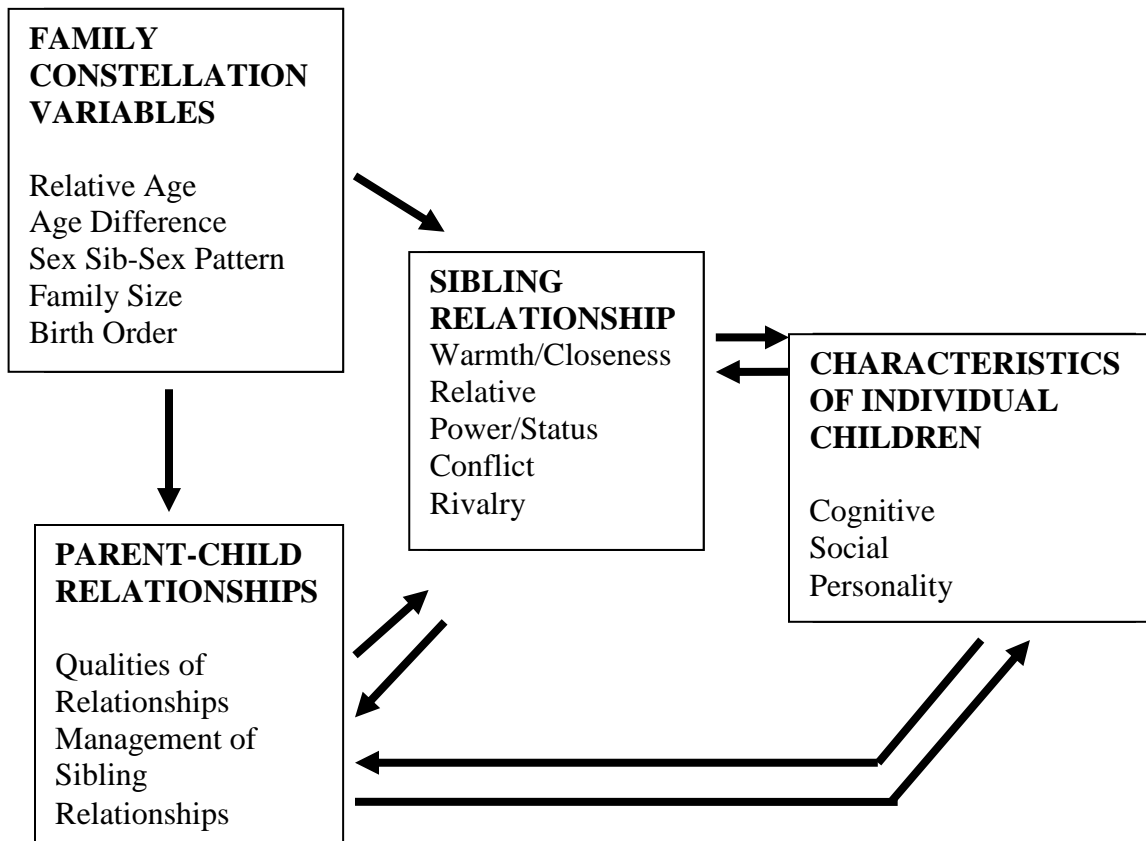 FAMILY
CONSTELLATION
VARIABLES
Relative Age
Age Difference
Sex Sib-Sex Pattern
Family Size
Birth Order
SIBLING
RELATIONSHIP
Warmth/Closeness
Relative
Power/Status
Conflict
Rivalry
CHARACTERISTICS
OF INDIVIDUAL
CHILDREN
Cognitive
Social
Personality
PARENT-CHILD
RELATIONSHIPS
Qualities of
Relationships
Management of
Sibling
Relationships